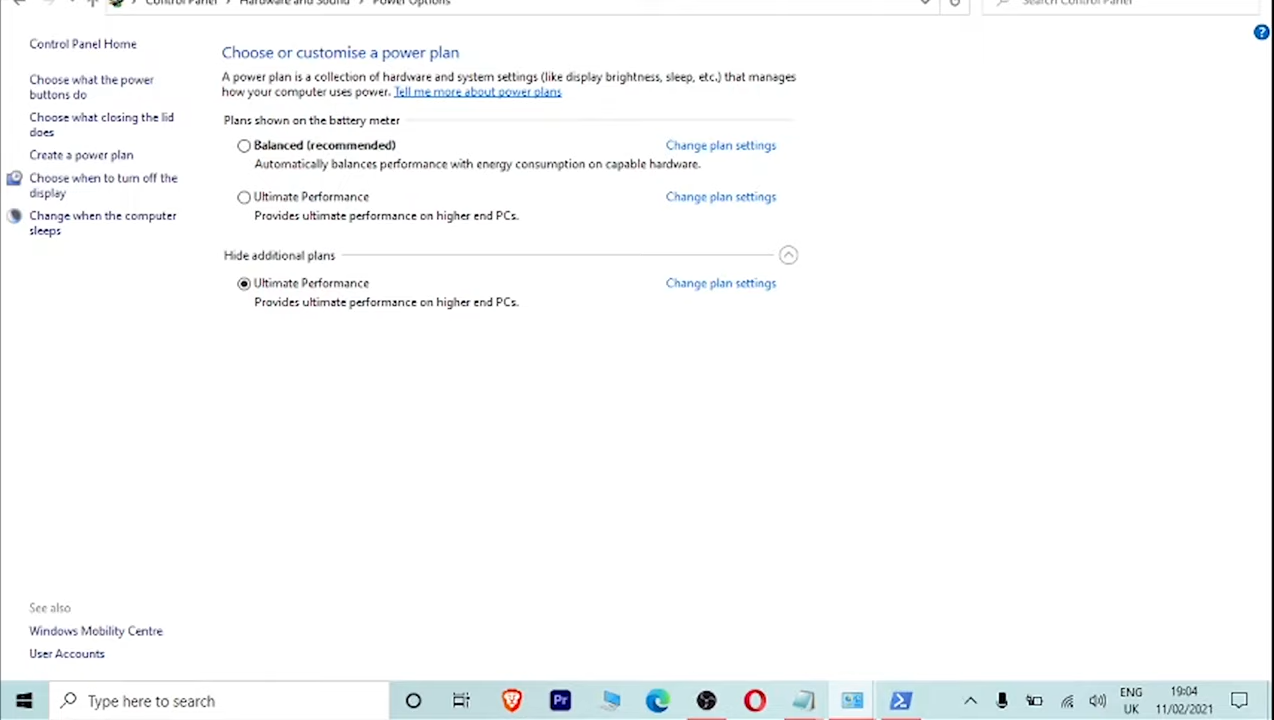 Control Panel > Hardware and Sound > Power Options
Search Control Panel
Control Panel Home
Choose what the power
buttons do
Choose what closing the lid
does
Create a power plan
Choose when to turn off the
display
Change when the computer
sleeps
Choose or customise a power plan
A power plan is a collection of hardware and system settings (like display brightness, sleep, etc.) that manages
how your computer uses power. Tell me more about power plans
Plans shown on the battery meter
Balanced (recommended) Change plan settings
Automatically balances performance with energy consumption on capable hardware.
Ultimate Performance Change plan settings
Provides ultimate performance on higher end PCs.
Hide additional plans
Ultimate Performance Change plan settings
Provides ultimate performance on higher end PCs.
See also
Windows Mobility Centre
User Accounts
Type here to search
Pr
ENG
UK
19:04
11/02/2021